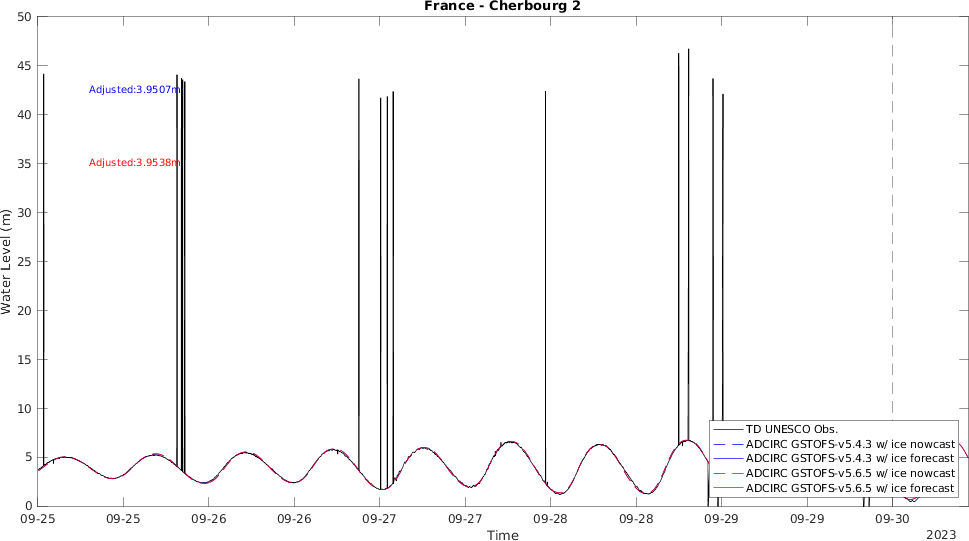 France - Cherbourg 2
50
45
40
35
30
25
20
15
10
5
0
Water Level (m)
Adjusted:3.9507m
Adjusted:3.9538m
TD UNESCO Obs.
ADCIRC GSTOFS-v5.4.3 w/ ice nowcast
ADCIRC GSTOFS-v5.4.3 w/ ice forecast
ADCIRC GSTOFS-v5.6.5 w/ ice nowcast
ADCIRC GSTOFS-v5.6.5 w/ ice forecast
09-25 09-25 09-26 09-26 09-27 09-27 09-28 09-28 09-29 09-29 09-30
Time
2023